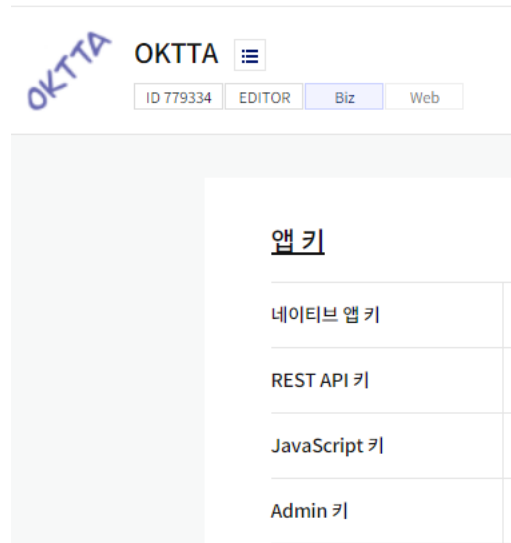 OKTTA
OKTTA
ID 779334 EDITOR Biz Web
앱 키
네이티브 앱 키
REST API 키
JavaScript 키
Admin 키